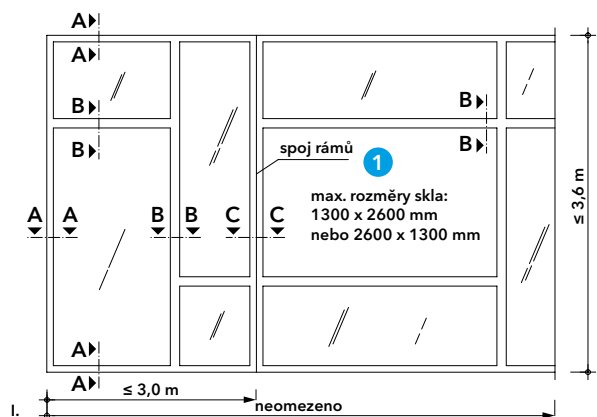 A
A
B
B
B
B
spoj rámů
1
max. rozměry skla:
1300 x 2600 mm
nebo 2600 x 1300 mm
≤ 3,6 m
A A B B C C
A
A
≤ 3,0 m
I.
neomezeno